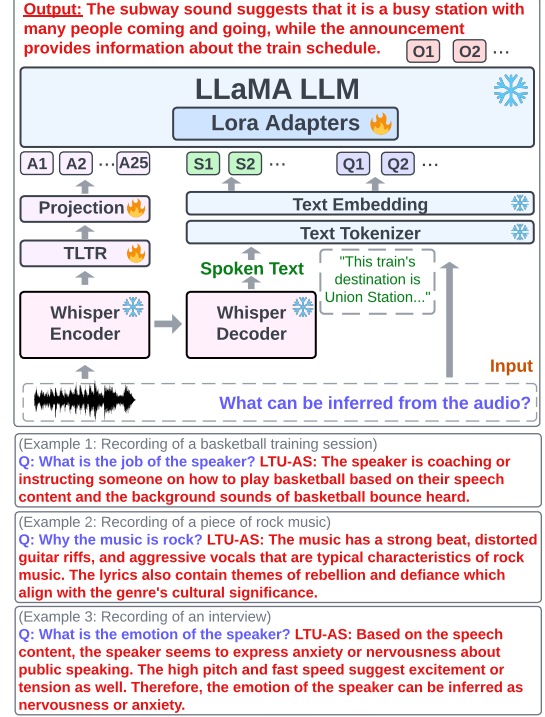 Output: The subway sound suggests that it is a busy station with
many people coming and going, while the announcement
provides information about the train schedule.
O1 O2 ...
LLaMA LLM
Lora Adapters
A1 A2 ... A25 S1 S2 ... Q1 Q2 ...
Projection
Text Embedding
TLTR
Text Tokenizer
Spoken Text
"This train's
destination is
Union Station..."
Whisper
Encoder
Whisper
Decoder
Input
What can be inferred from the audio?
(Example 1: Recording of a basketball training session)
Q: What is the job of the speaker? LTU-AS: The speaker is coaching or
instructing someone on how to play basketball based on their speech
content and the background sounds of basketball bounce heard.
(Example 2: Recording of a piece of rock music)
Q: Why the music is rock? LTU-AS: The music has a strong beat, distorted
guitar riffs, and aggressive vocals that are typical characteristics of rock
music. The lyrics also contain themes of rebellion and defiance which
align with the genre's cultural significance.
(Example 3: Recording of an interview)
Q: What is the emotion of the speaker? LTU-AS: Based on the speech
content, the speaker seems to express anxiety or nervousness about
public speaking. The high pitch and fast speed suggest excitement or
tension as well. Therefore, the emotion of the speaker can be inferred as
nervousness or anxiety.